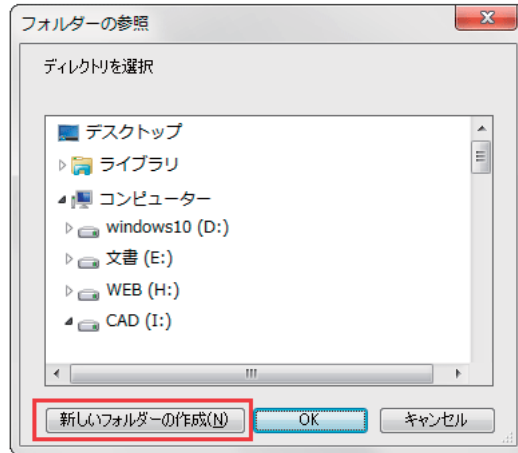 フォルダーの参照
ディレクトリを選択
デスクトップ
ライブラリ
コンピューター
windows10 (D:)
文書 (E:)
WEB (H:)
CAD (I:)
新しいフォルダーの作成(N) OK キャンセル